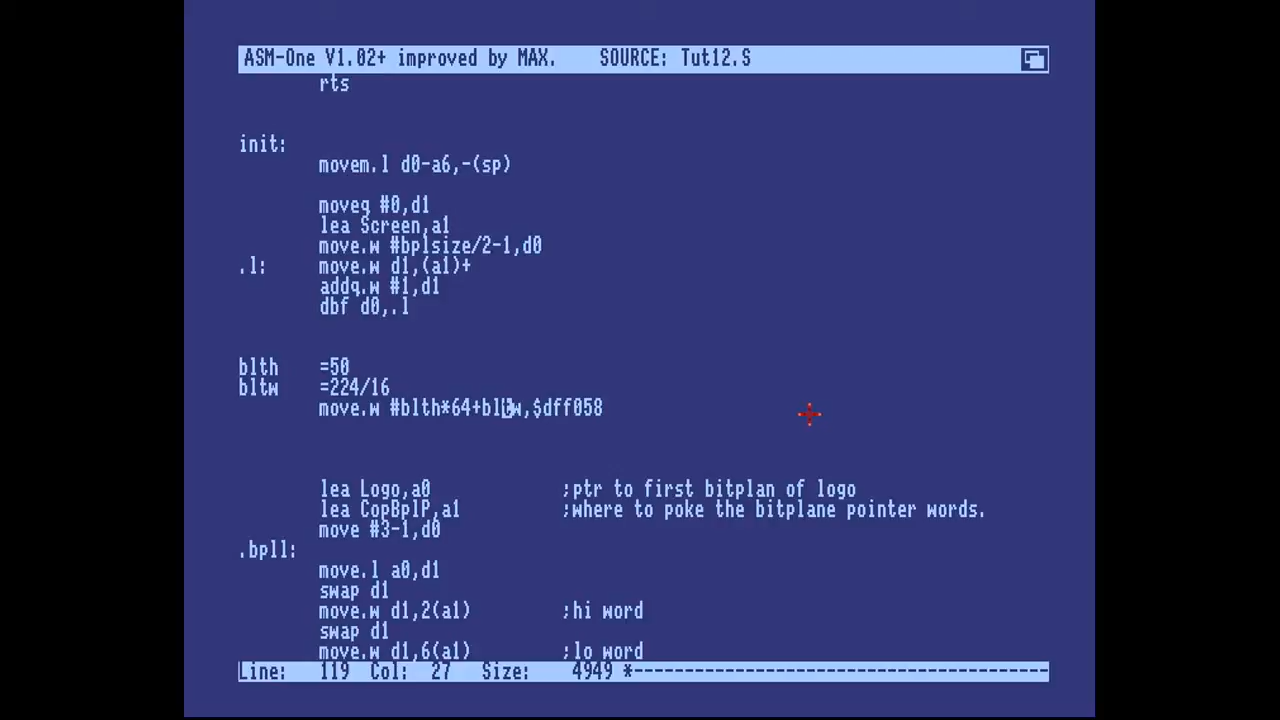 ASM-One V1.02+ improved by MAX.    SOURCE: Tut12.S
rts
init:
movem.l d0-a6,-(sp)
moveq #0,d1
lea Screen,a1
move.w #bplsize/2-1,d0
.l:     move.w d1,(a1)+
addq.w #1,d1
dbf d0,.l
blth    =50
bltw    =224/16
move.w #blth*64+bltw,$dff058
lea Logo,a0             ;ptr to first bitplan of logo
lea CopBplP,a1          ;where to poke the bitplane pointer words.
move #3-1,d0
.bpll:
move.l a0,d1
swap d1
move.w d1,2(a1)         ;hi word
swap d1
move.w d1,6(a1)         ;lo word
Line:   119  Col:  27   Size:    4949 *-----------------------------------------